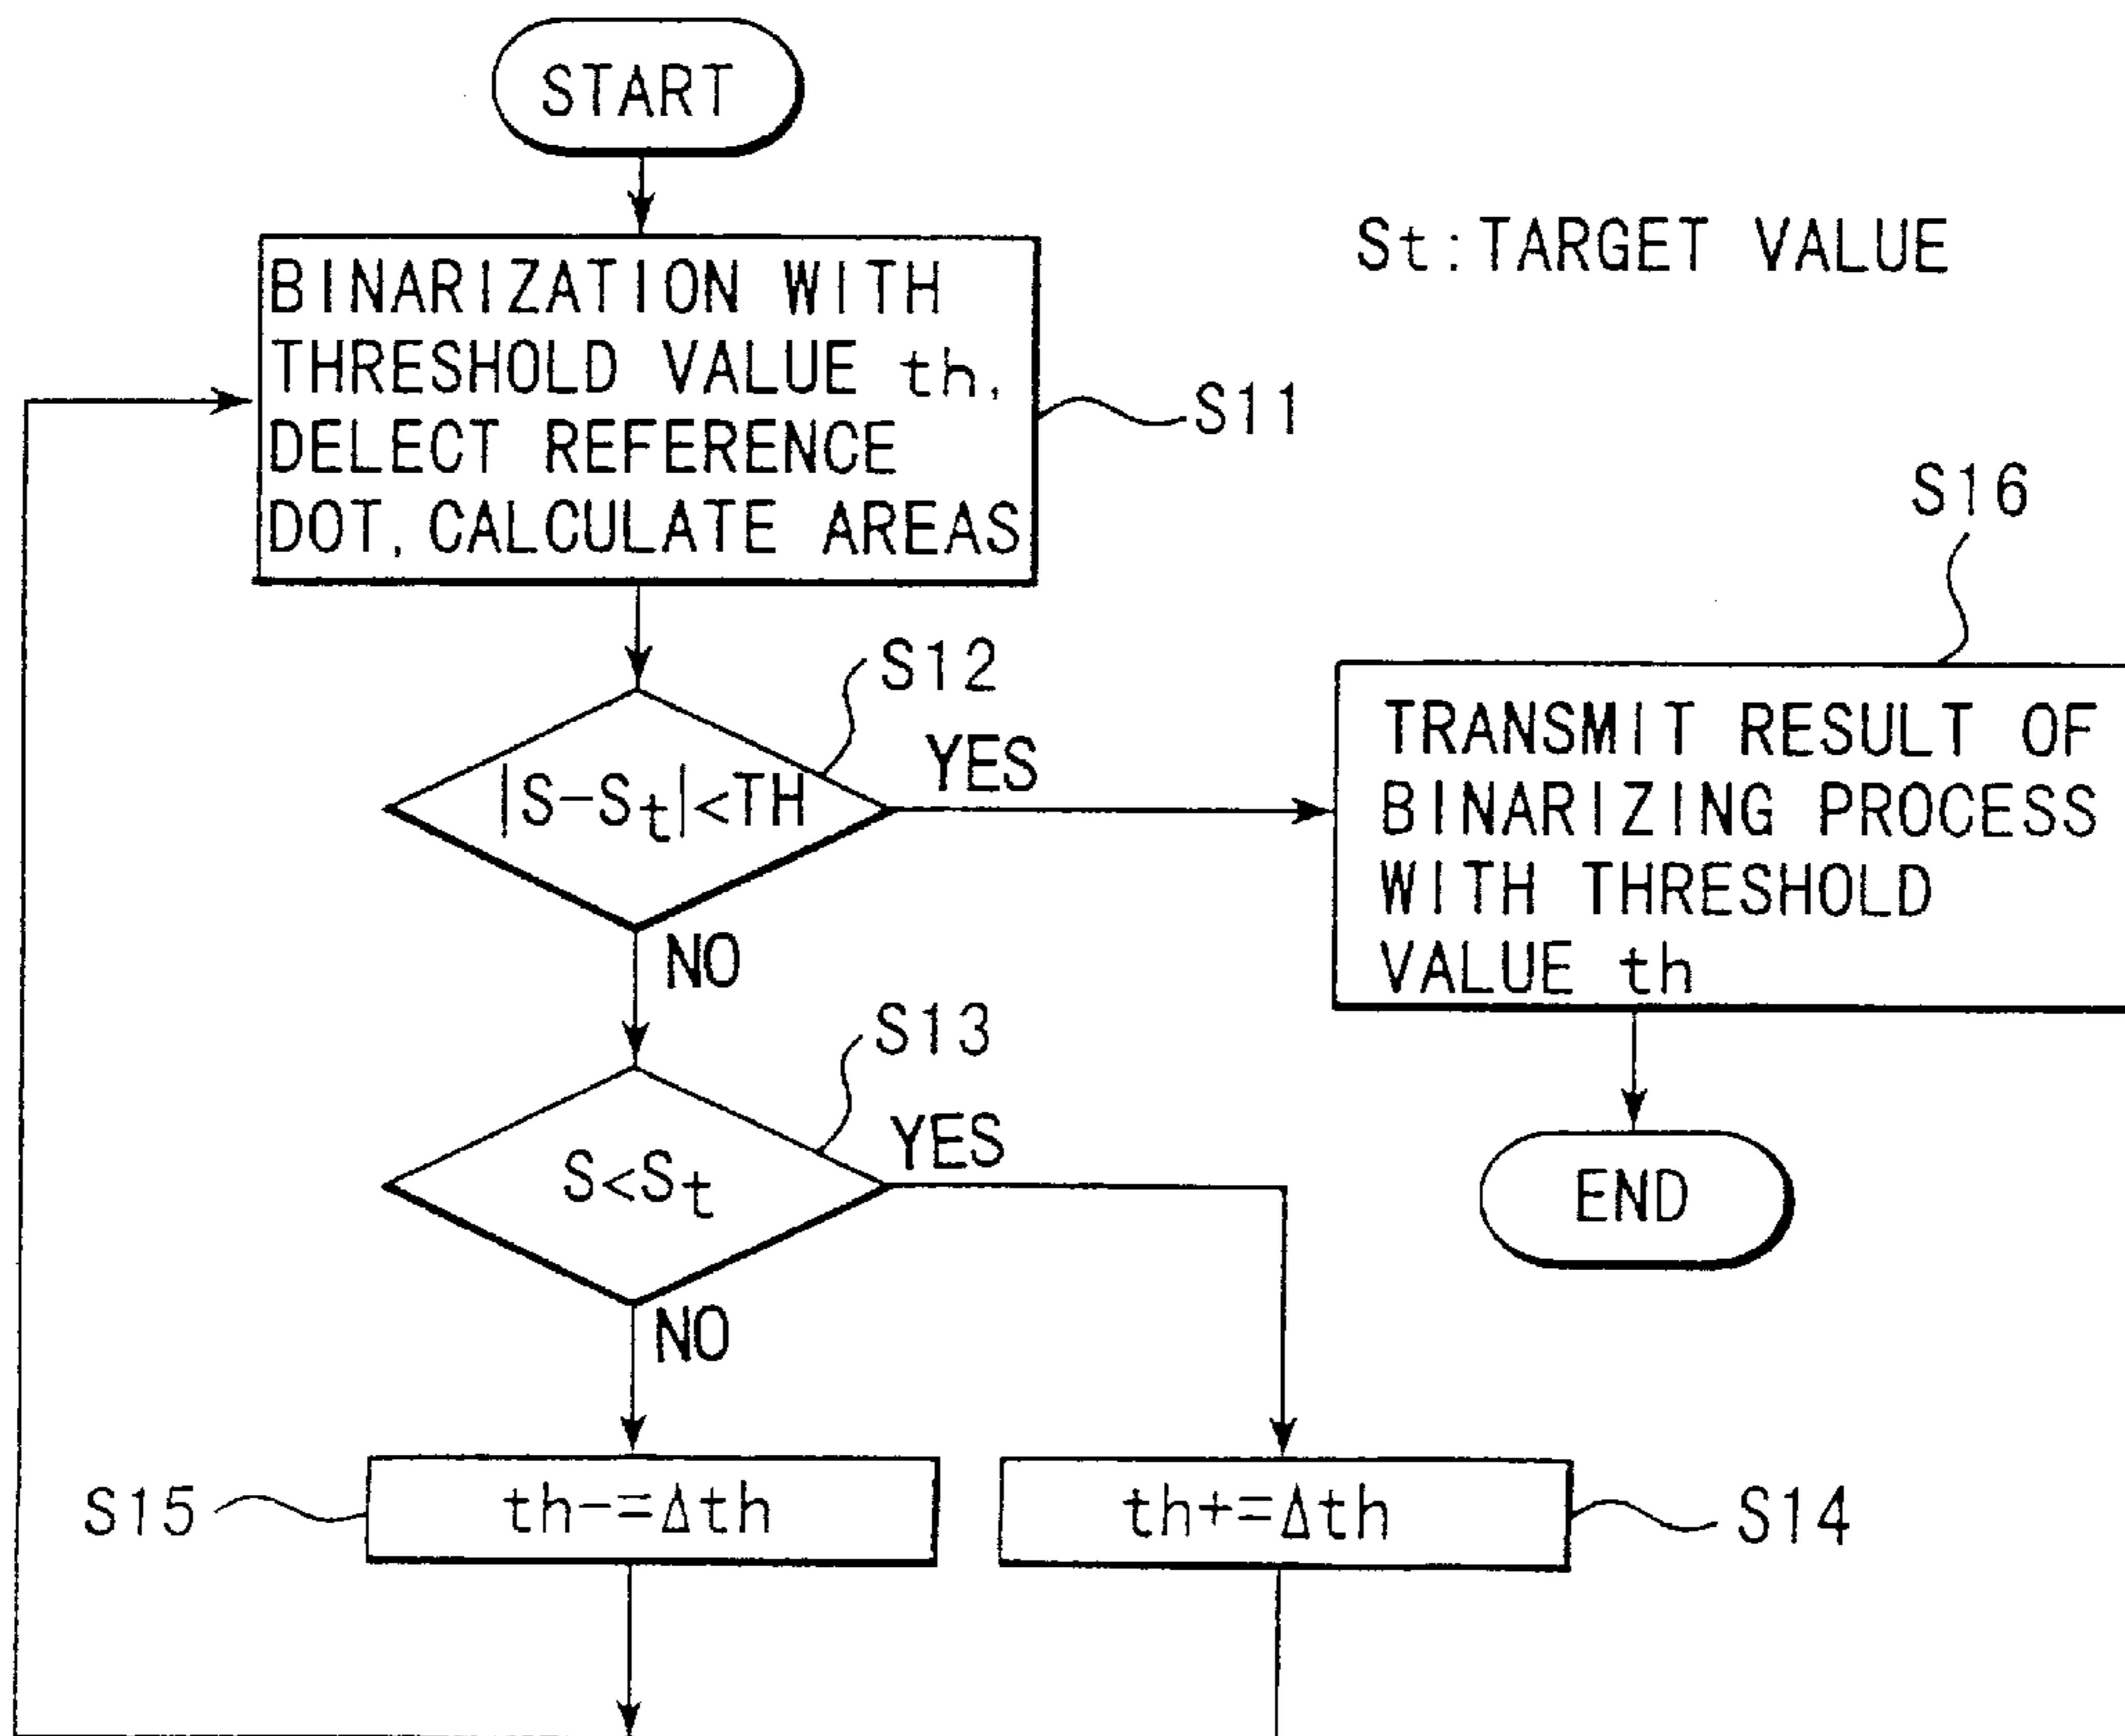 START
St:TARGET VALUE
BINARIZATION WITH
THRESHOLD VALUE th,
DELECT REFERENCE
DOT, CALCULATE AREAS
S11
S16
S12
TRANSMIT RESULT OF
BINARIZING PROCESS
WITH THRESHOLD
VALUE th
|S-St|<TH
YES
NO
S13
S<St
YES
END
NO
S15
th-=Δth
th+=Δth
S14